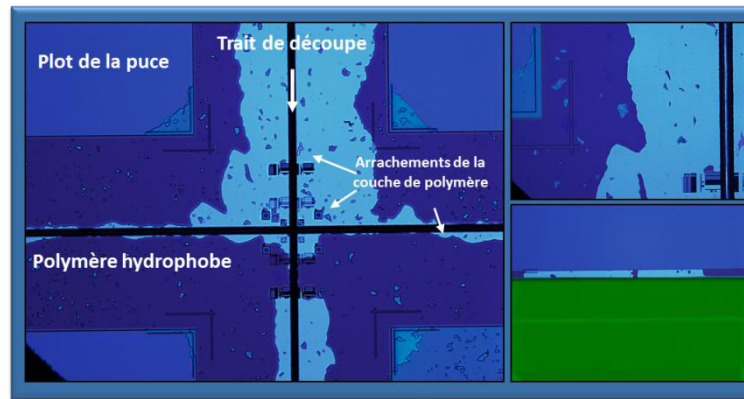 Trait de découpe
Plot de la puce
Arrachements de la
couche de polymère
Polymère hydrophobe